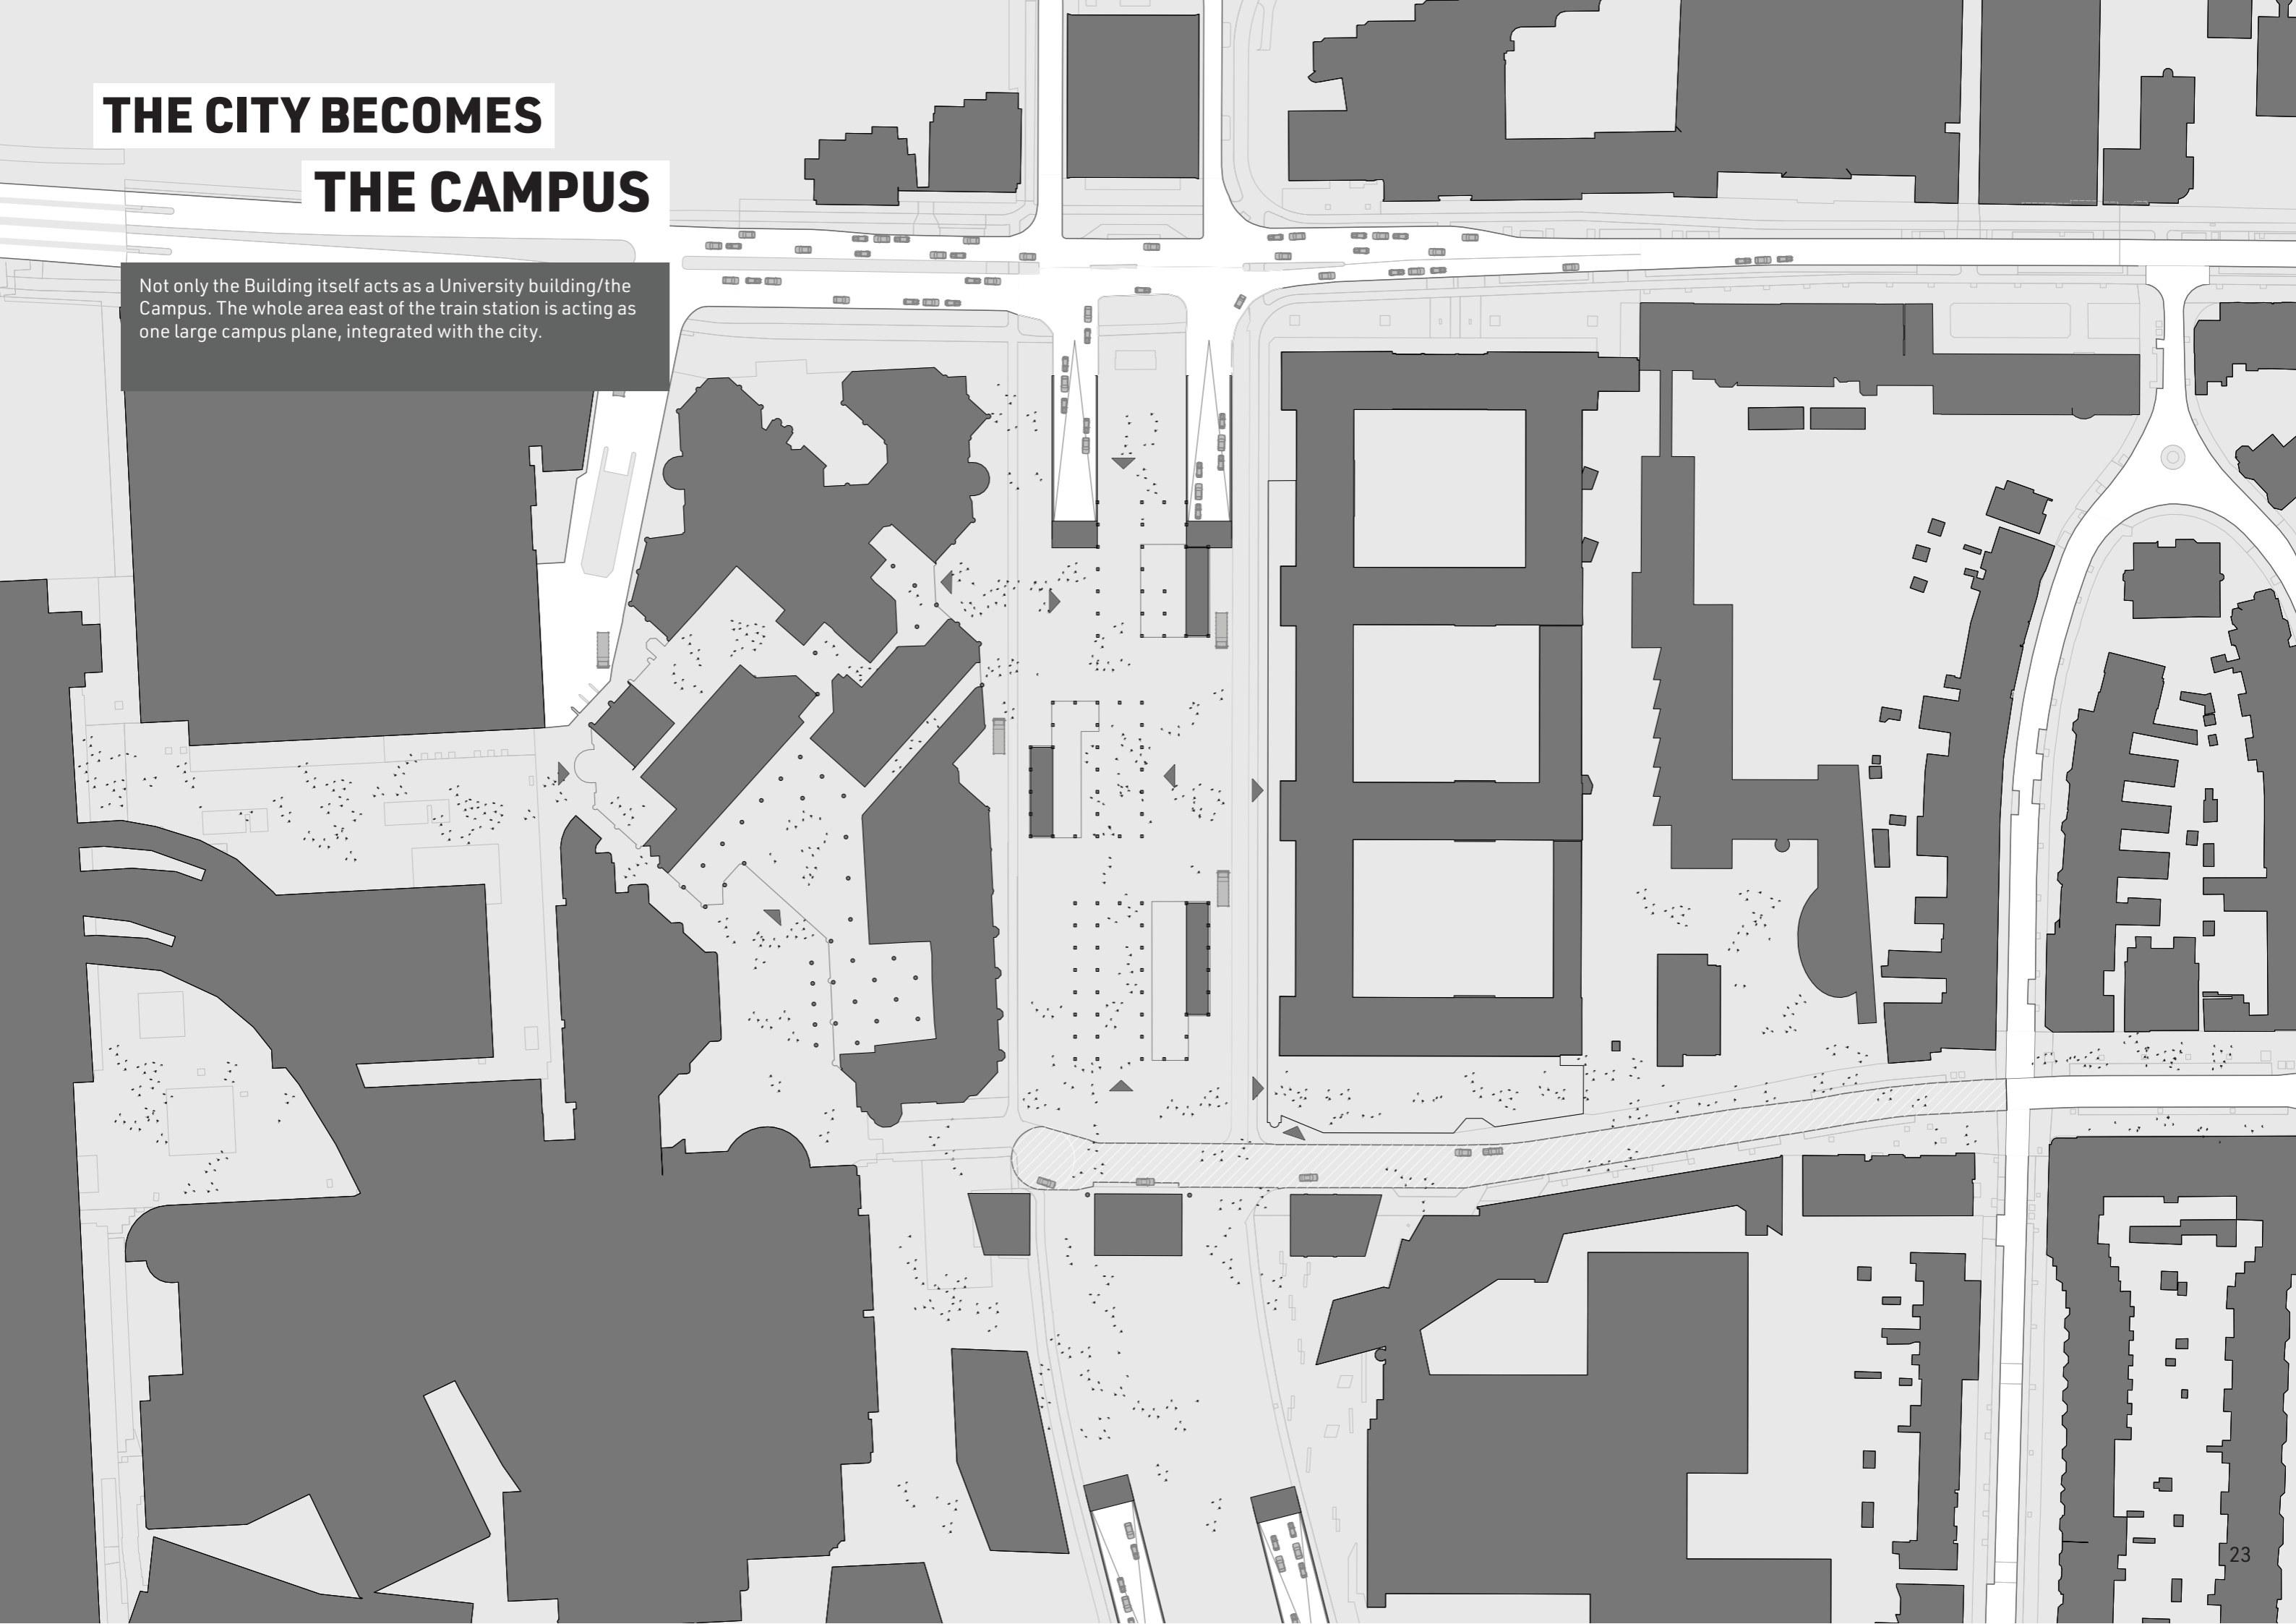 THE CITY BECOMES
THE CAMPUS
Not only the Building itself acts as a University building/the
Campus. The whole area east of the train station is acting as
one large campus plane, integrated with the city.
23